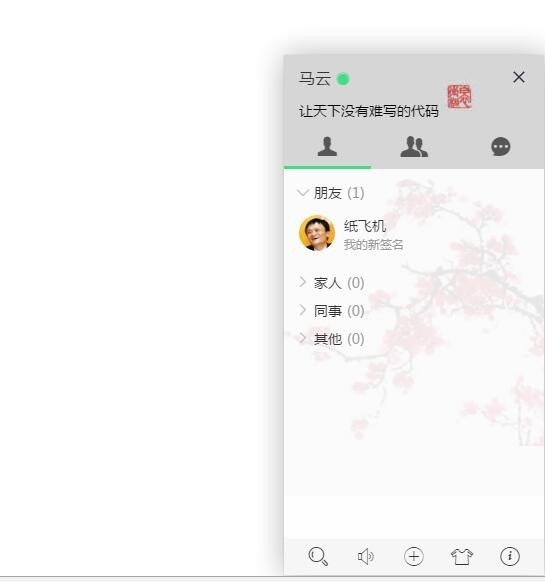 马云
让天下没有难写的代码
朋友 (1)
纸飞机
我的新签名
家人 (0)
同事 (0)
其他 (0)